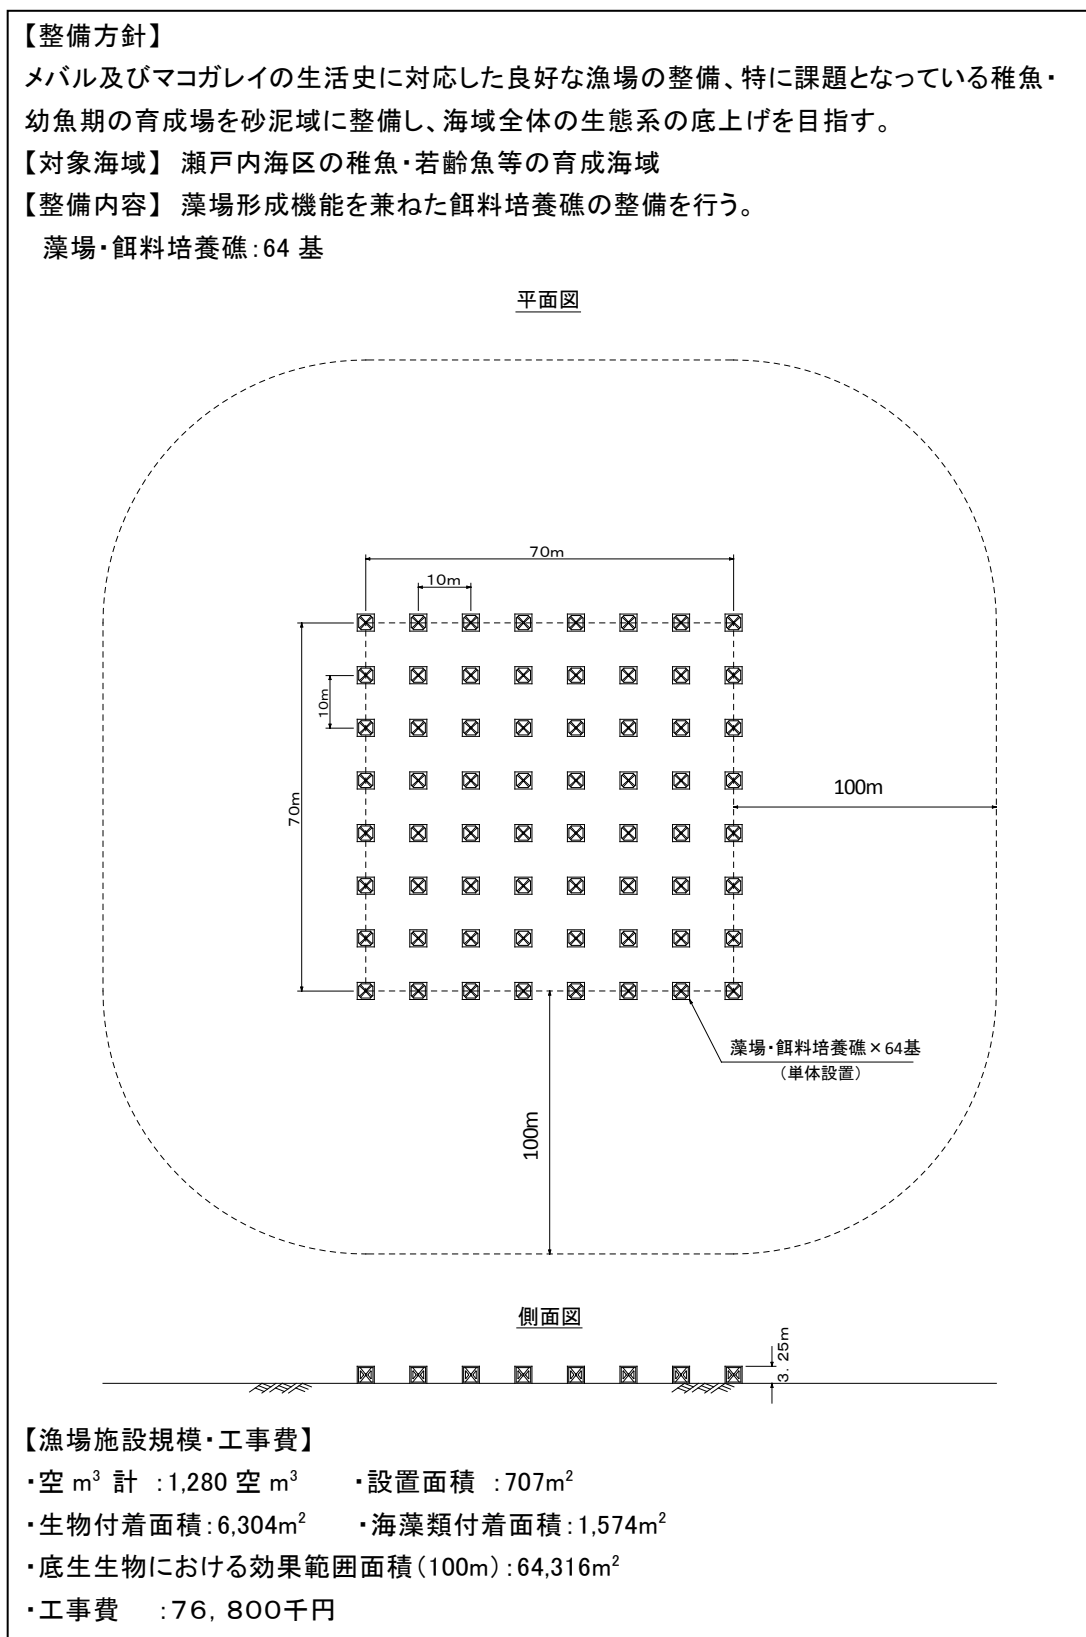 【整備方針】
メバル及びマコガレイの生活史に対応した良好な漁場の整備、特に課題となっている稚魚・
幼魚期の育成場を砂泥域に整備し、海域全体の生態系の底上げを目指す。
【対象海域】 瀬戸内海区の稚魚・若齢魚等の育成海域
【整備内容】 藻場形成機能を兼ねた餌料培養礁の整備を行う。
藻場・餌料培養礁:64 基
平面図
70m
10m
10m
70m
100m
藻場・餌料培養礁×64基
(単体設置)
100m
側面図
3.25m
【漁場施設規模・工事費】
・空 m³ 計 :1,280 空 m³ ・設置面積 :707m²
・生物付着面積:6,304m² ・海藻類付着面積:1,574m²
・底生生物における効果範囲面積(100m):64,316m²
・工事費 :76,800千円